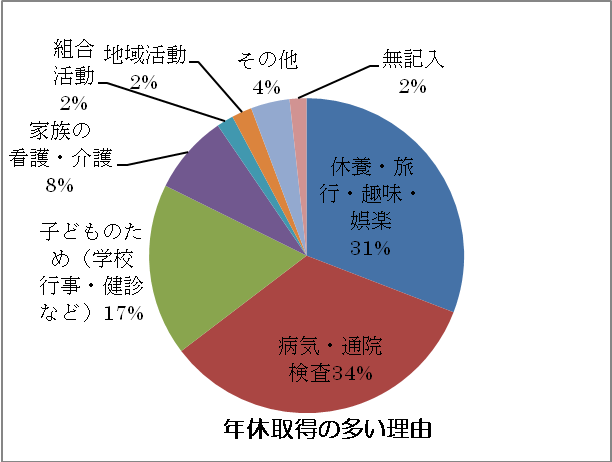 組合
活動
2%
地域活動
2%
その他
4%
無記入
2%
家族の
看護・介護
8%
休養・旅
行・趣味・
娯楽
31%
子どものた
め（学校
行事・健診
など）17%
病気・通院
検査34%
年休取得の多い理由